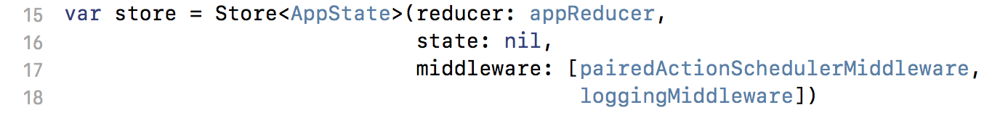 15 var store = Store<AppState>(reducer: appReducer,
16 state: nil,
17 middleware: [pairedActionSchedulerMiddleware,
18 loggingMiddleware])